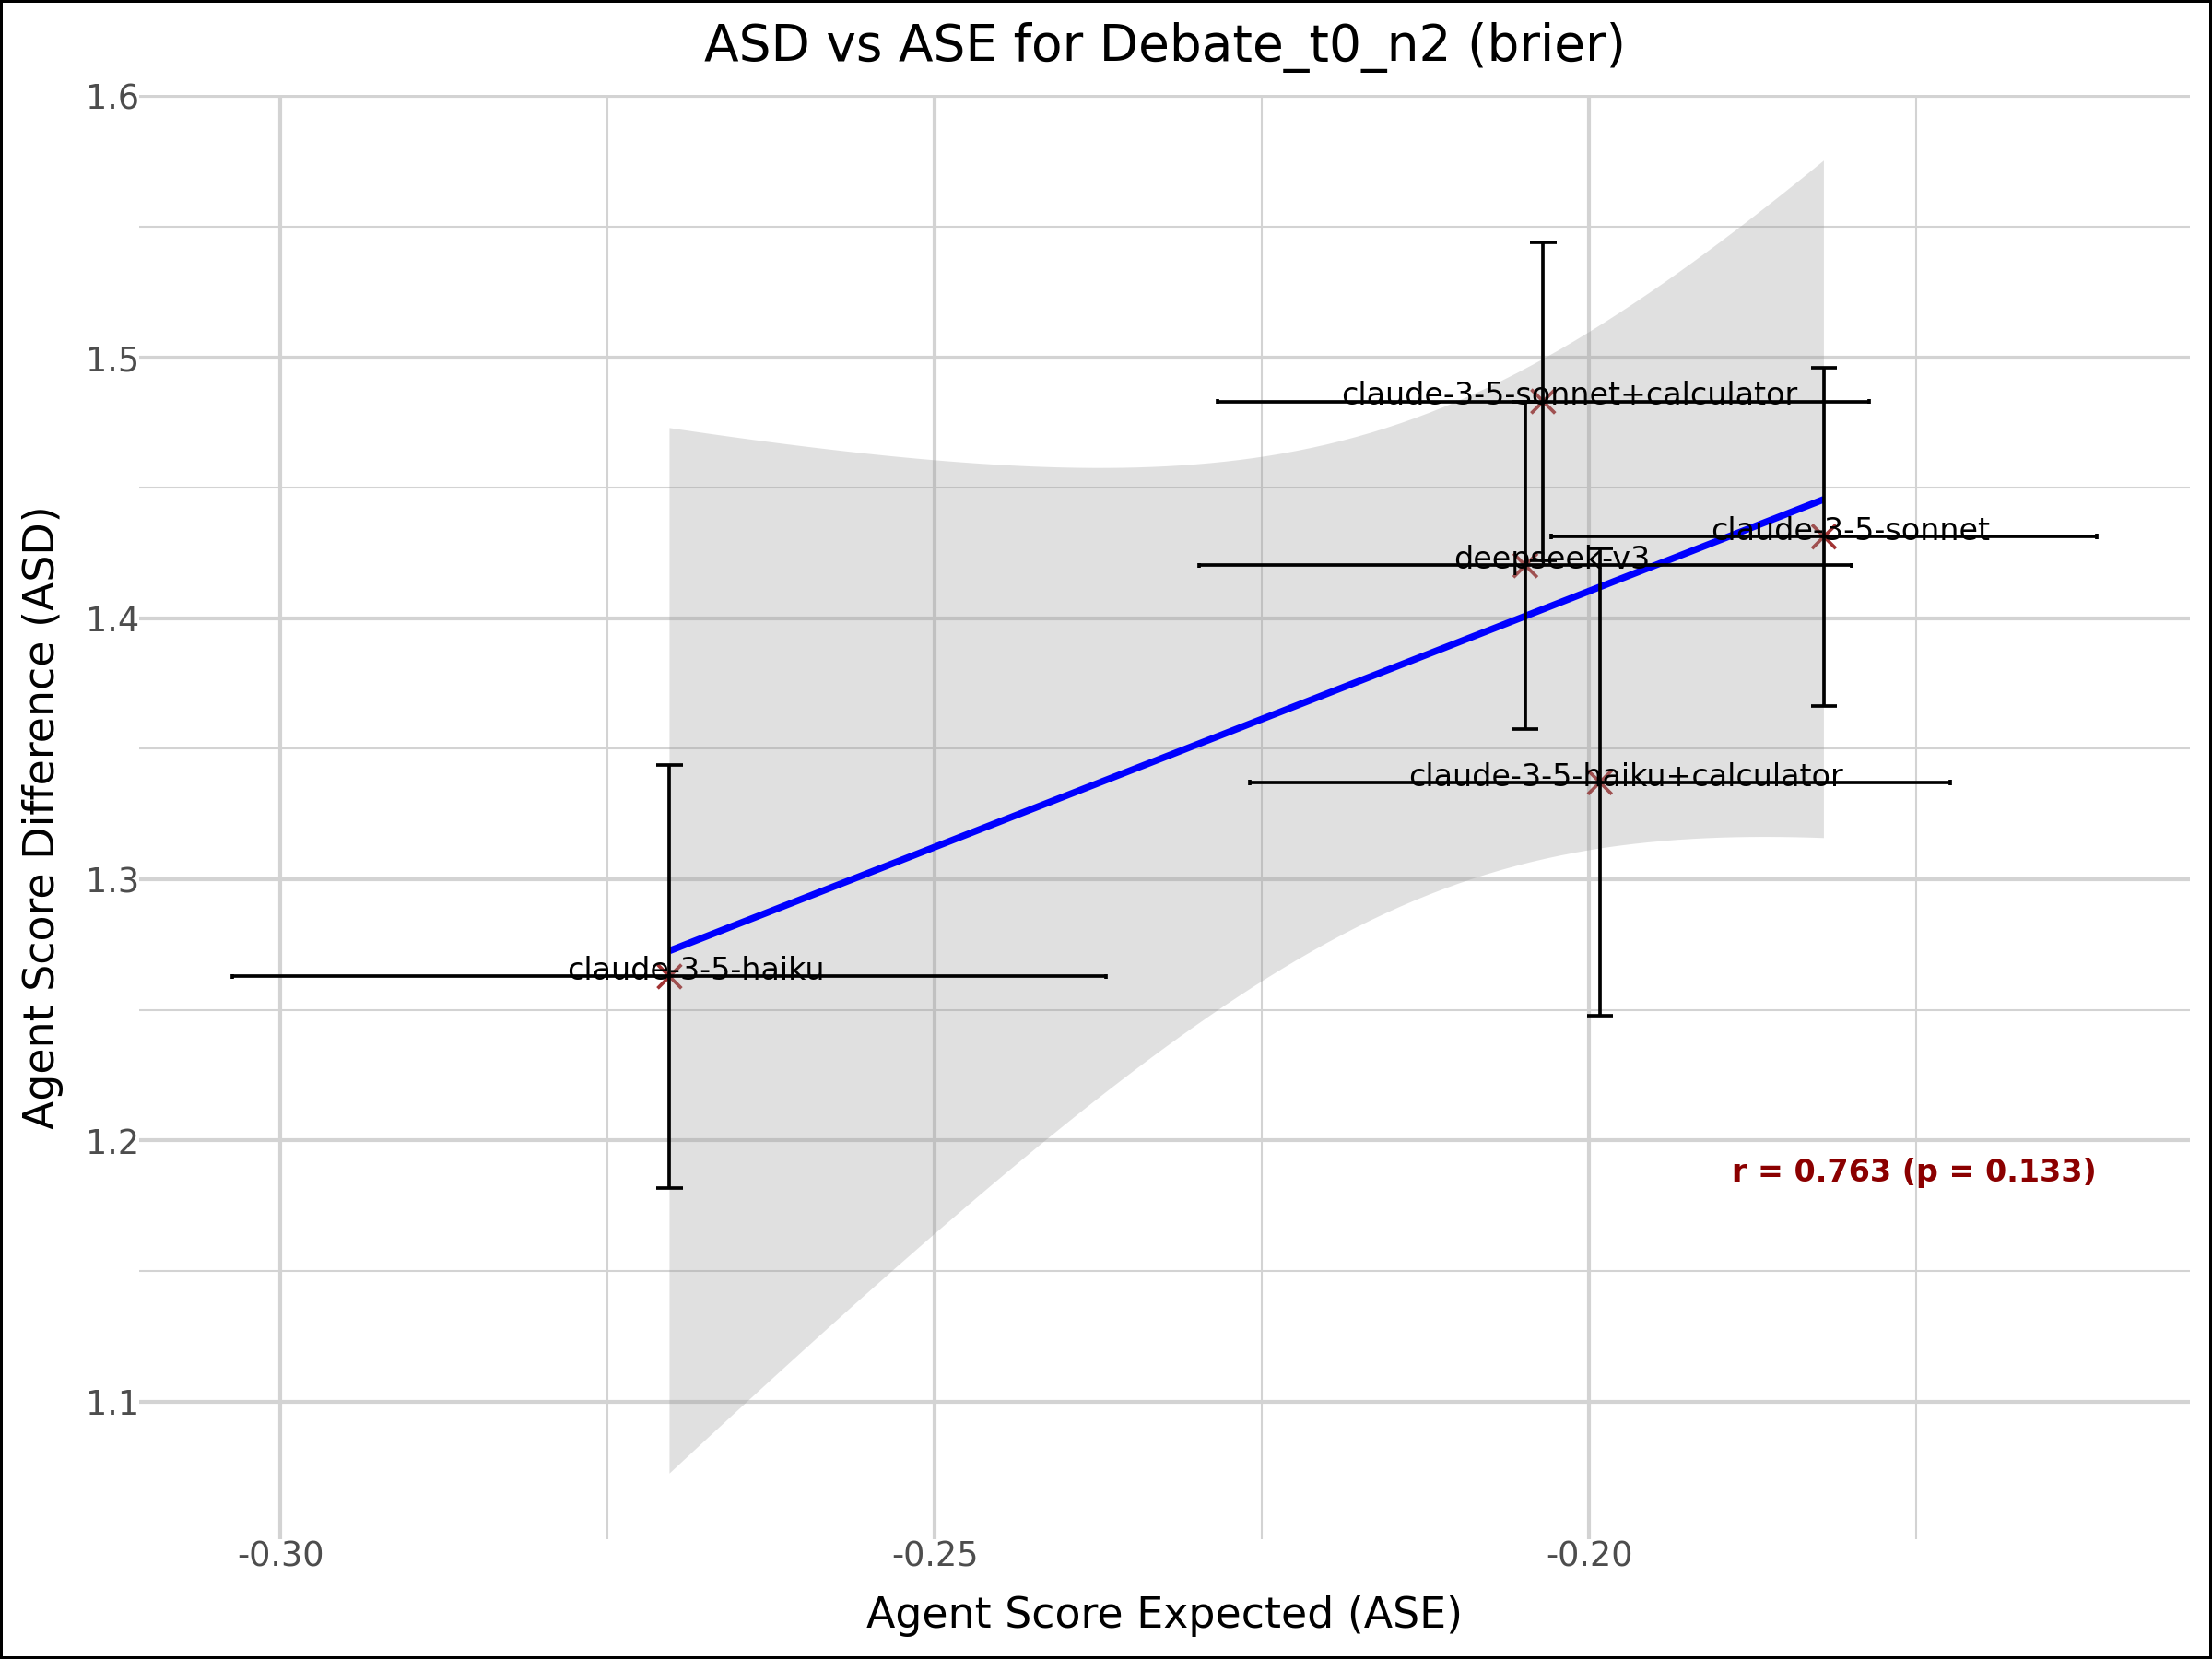 ASD vs ASE for Debate_t0_n2 (brier)
Agent Score Difference (ASD)
1.6
1.5
1.4
1.3
1.2
1.1
claude-3-5-sonnet+calculator
claude-3-5-sonnet
deepseek-v3
claude-3-5-haiku+calculator
claude-3-5-haiku
r = 0.763 (p = 0.133)
-0.30
-0.25
-0.20
Agent Score Expected (ASE)